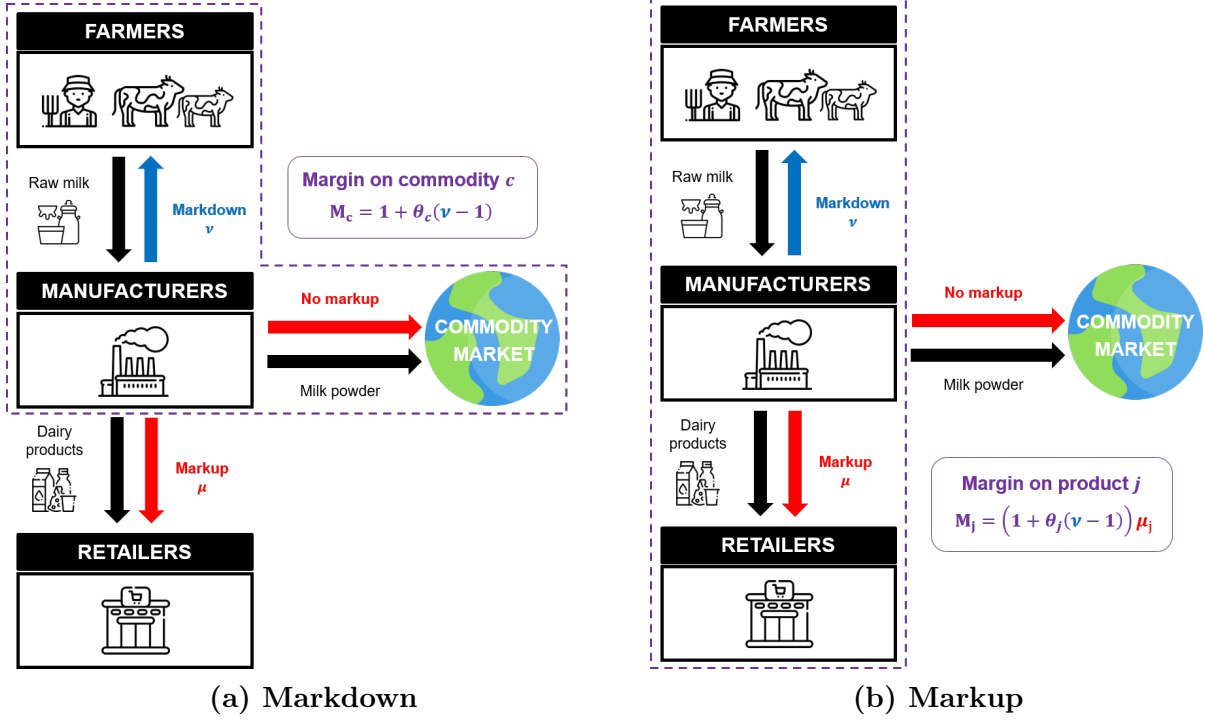 FARMERS
Raw milk
Markdown
ν
Margin on commodity c
M_c = 1 + θ_c(ν − 1)
MANUFACTURERS
No markup
COMMODITY
MARKET
Milk powder
Dairy
products
Markup
μ
RETAILERS
(a) Markdown
FARMERS
Raw milk
Markdown
ν
MANUFACTURERS
No markup
COMMODITY
MARKET
Milk powder
Dairy
products
Markup
μ
Margin on product j
M_j = (1 + θ_j(ν − 1)) μ_j
RETAILERS
(b) Markup